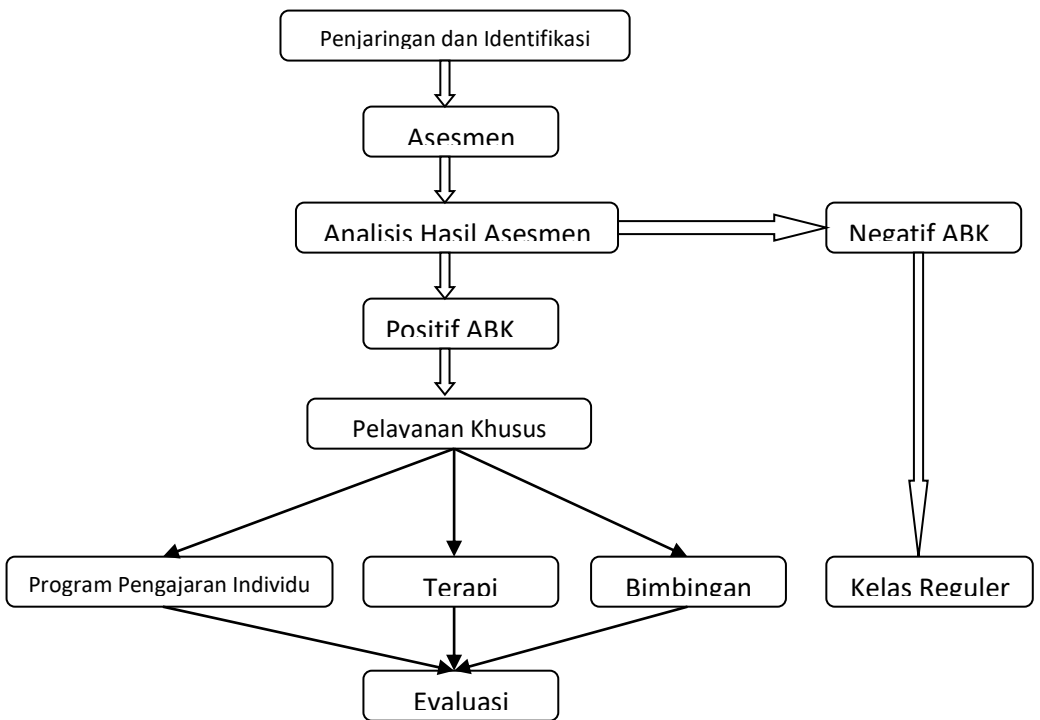 Penjaringan dan Identifikasi
Asesmen
Analisis Hasil Asesmen
Negatif ABK
Positif ABK
Pelayanan Khusus
Program Pengajaran Individu
Terapi
Bimbingan
Kelas Reguler
Evaluasi